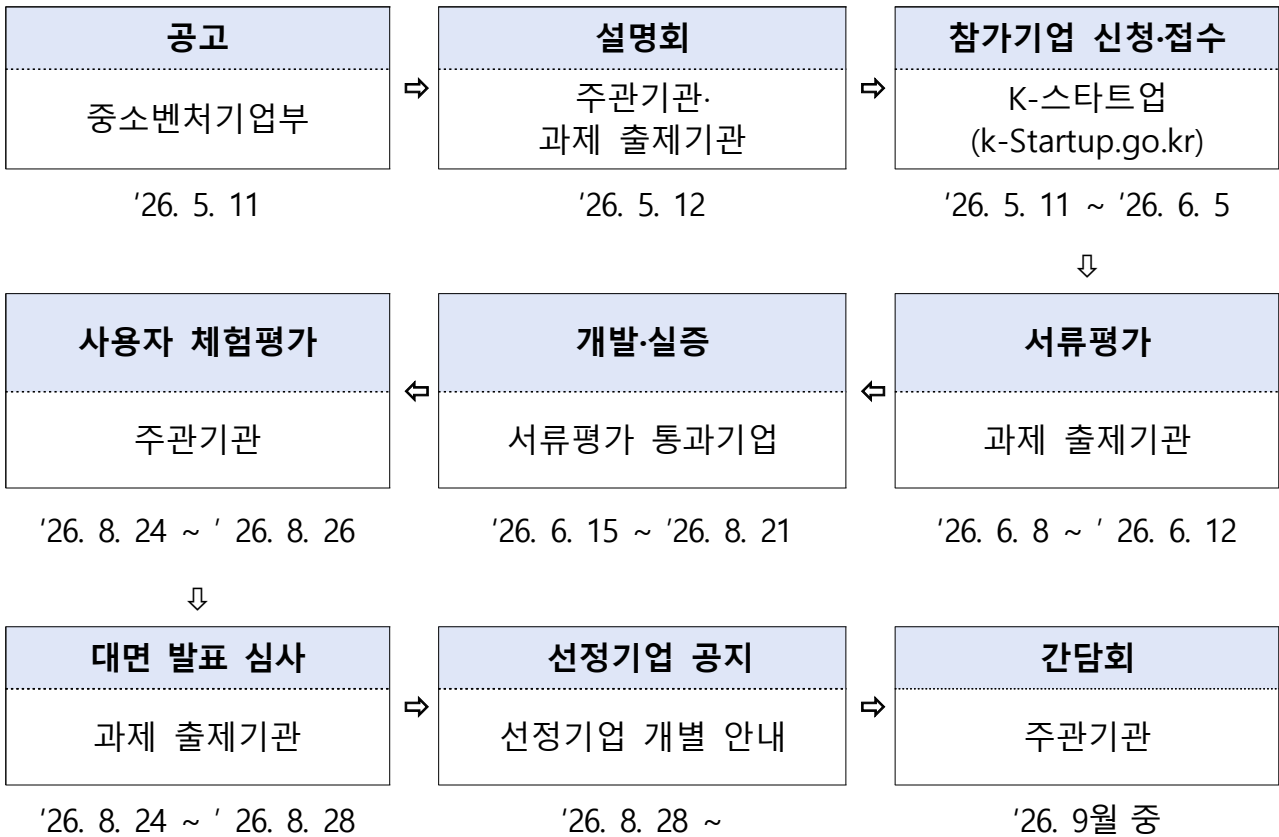 공고
중소벤처기업부
'26. 5. 11
⇨
설명회
주관기관·
과제 출제기관
'26. 5. 12
⇨
참가기업 신청·접수
K-스타트업
(k-Startup.go.kr)
'26. 5. 11 ~ '26. 6. 5
⇩
서류평가
과제 출제기관
'26. 6. 8 ~ ' 26. 6. 12
⇦
개발·실증
서류평가 통과기업
'26. 6. 15 ~ '26. 8. 21
⇦
사용자 체험평가
주관기관
'26. 8. 24 ~ ' 26. 8. 26
⇩
대면 발표 심사
과제 출제기관
'26. 8. 24 ~ ' 26. 8. 28
⇨
선정기업 공지
선정기업 개별 안내
'26. 8. 28 ~
⇨
간담회
주관기관
'26. 9월 중